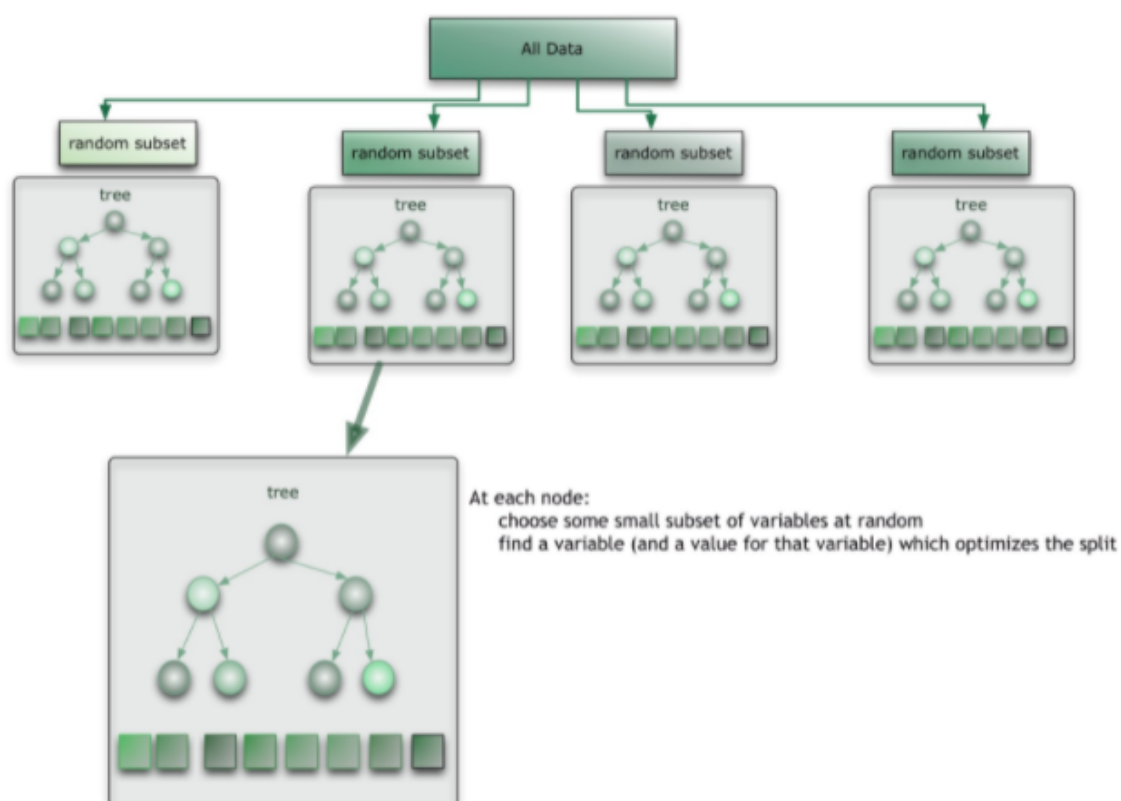 All Data
random subset
random subset
random subset
random subset
tree
tree
tree
tree
tree
At each node:
choose some small subset of variables at random
find a variable (and a value for that variable) which optimizes the split